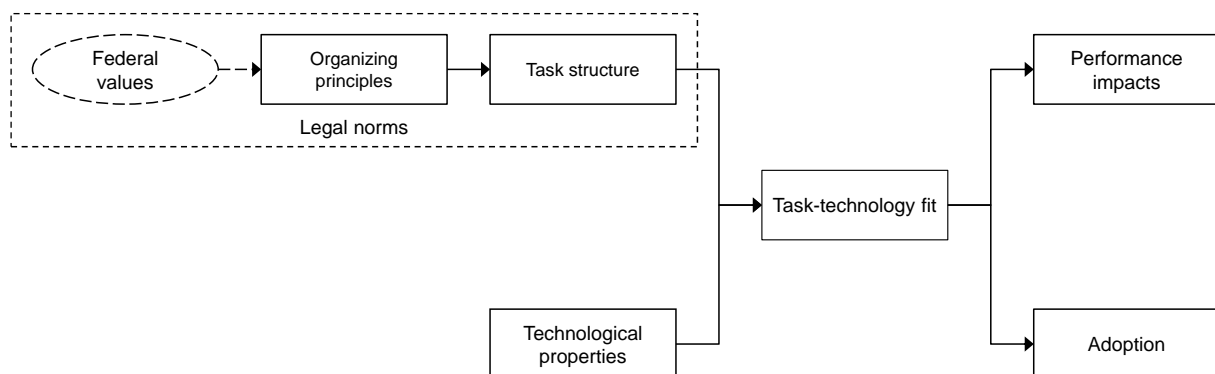 Federal
values
Organizing
principles
Task structure
Legal norms
Performance
impacts
Task-technology fit
Technological
properties
Adoption